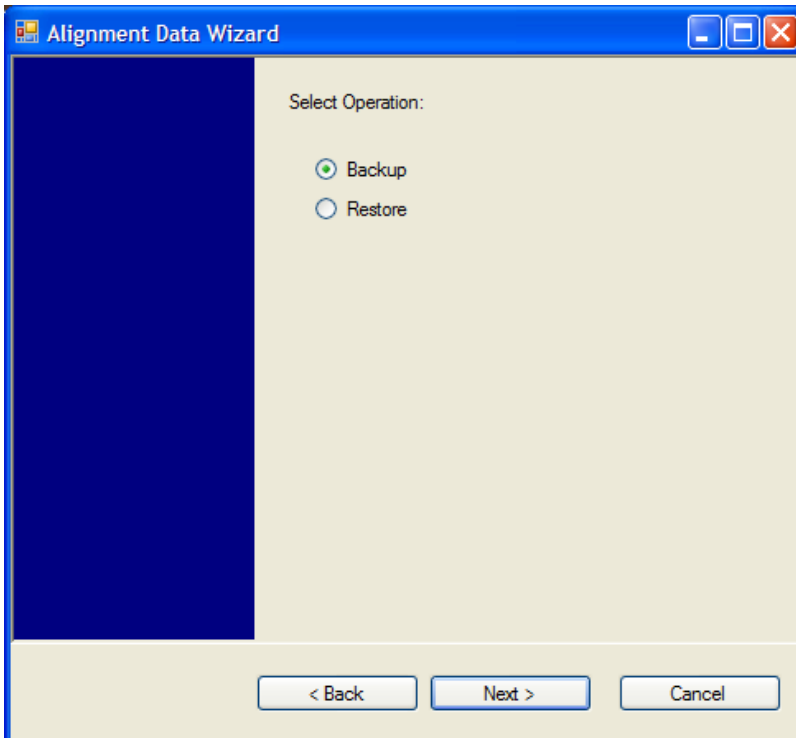 Alignment Data Wizard
Select Operation:
Backup
Restore
< Back Next > Cancel